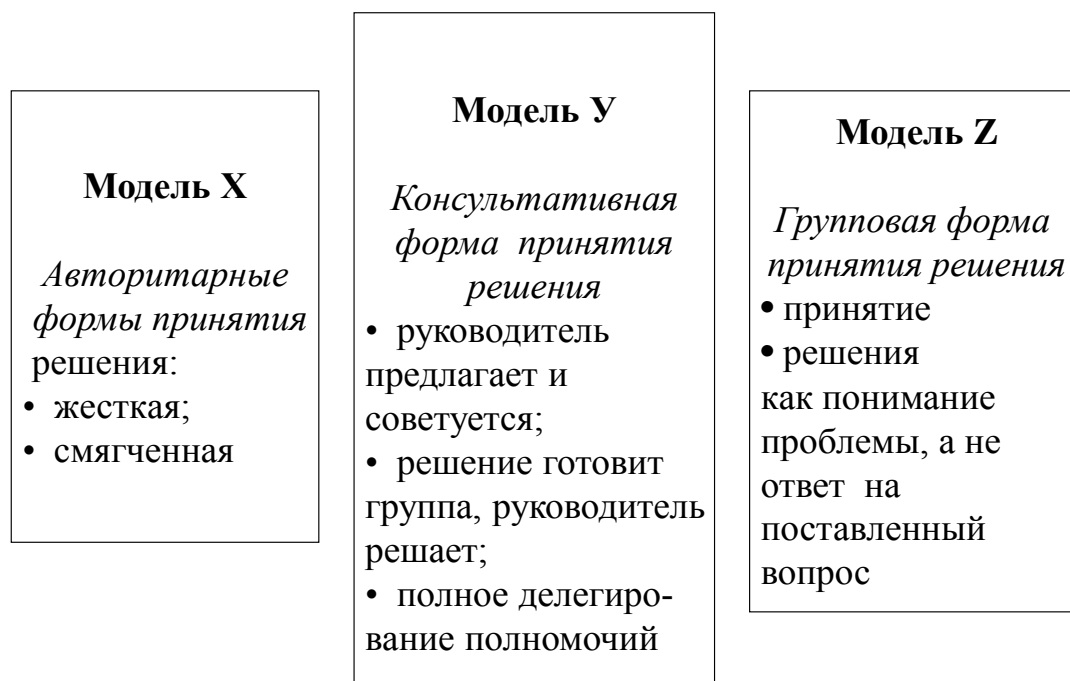 Модель X
Авторитарные
формы принятия
решения:
• жесткая;
• смягченная
Модель У
Консультативная
форма принятия
решения
• руководитель
предлагает и
советуется;
• решение готовит
группа, руководитель
решает;
• полное делегиро-
вание полномочий
Модель Z
Групповая форма
принятия решения
• принятие
• решения
как понимание
проблемы, а не
ответ на
поставленный
вопрос